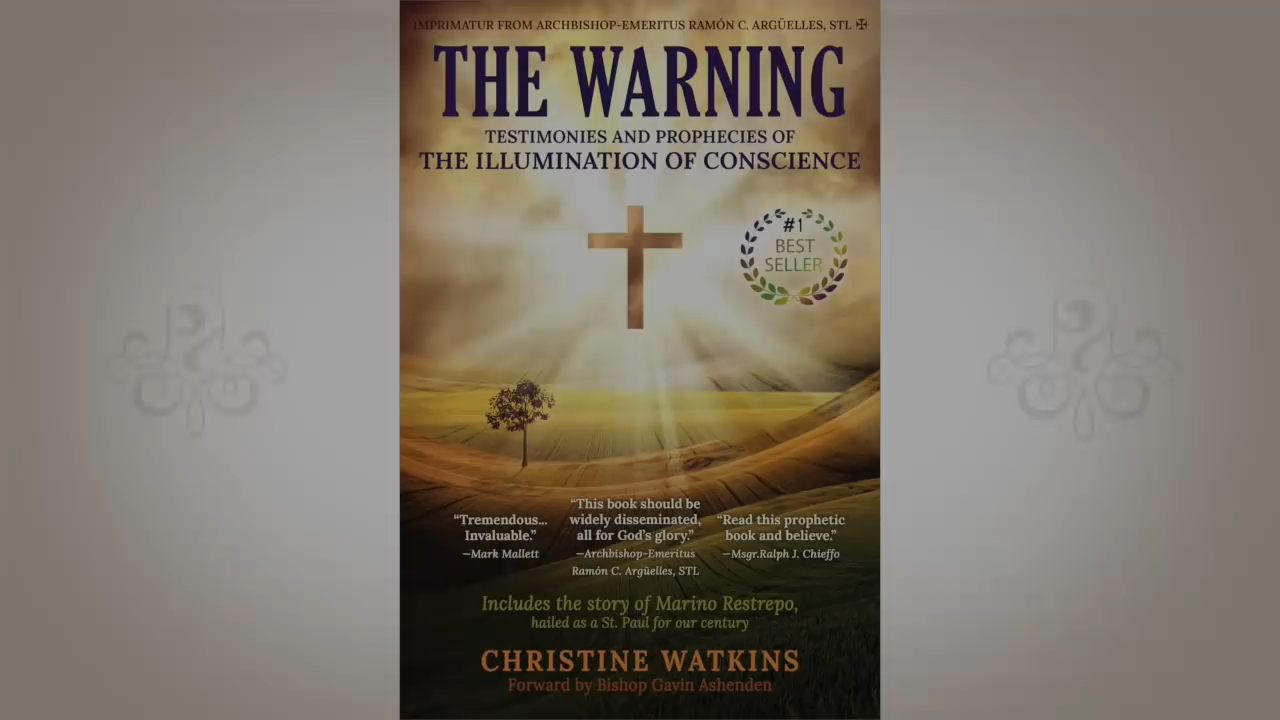 IMPRIMATUR FROM ARCHBISHOP-EMERITUS RAMÓN C. ARGÜELLES, STL ✠
THE WARNING
TESTIMONIES AND PROPHECIES OF
THE ILLUMINATION OF CONSCIENCE
#1
BEST
SELLER
“Tremendous...
Invaluable.”
—Mark Mallett
“This book should be
widely disseminated,
all for God’s glory.”
—Archbishop-Emeritus
Ramón C. Argüelles, STL
“Read this prophetic
book and believe.”
—Msgr.Ralph J. Chieffo
Includes the story of Marino Restrepo,
hailed as a St. Paul for our century
CHRISTINE WATKINS
Forward by Bishop Gavin Ashenden